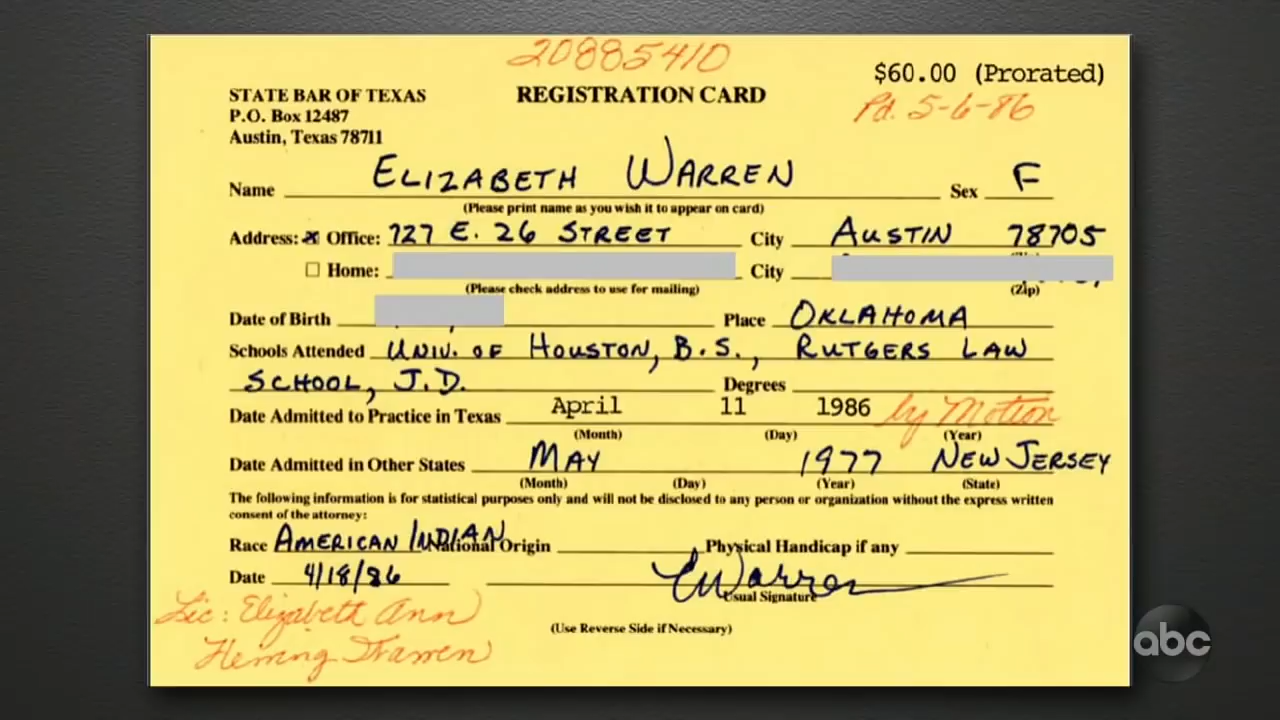 20885410
$60.00 (Prorated)
STATE BAR OF TEXAS REGISTRATION CARD Pd. 5-6-86
P.O. Box 12487
Austin, Texas 78711
Name ELIZABETH WARREN Sex F
(Please print name as you wish it to appear on card)
Address: Office: 727 E. 26 STREET City AUSTIN 78705
Home: City
(Please check address to use for mailing) (Zip)
Date of Birth Place OKLAHOMA
Schools Attended UNIV. OF HOUSTON, B.S., RUTGERS LAW
SCHOOL, J.D. Degrees
Date Admitted to Practice in Texas April 11 1986 by Motion
(Month) (Day) (Year)
Date Admitted in Other States MAY 1977 NEW JERSEY
(Month) (Day) (Year) (State)
The following information is for statistical purposes only and will not be disclosed to any person or organization without the express written
consent of the attorney:
Race AMERICAN INDIAN National Origin Physical Handicap if any
Date 4/18/86 EWarren
Usual Signature
Lic: Elizabeth Ann
Herring Warren
(Use Reverse Side if Necessary)
abc